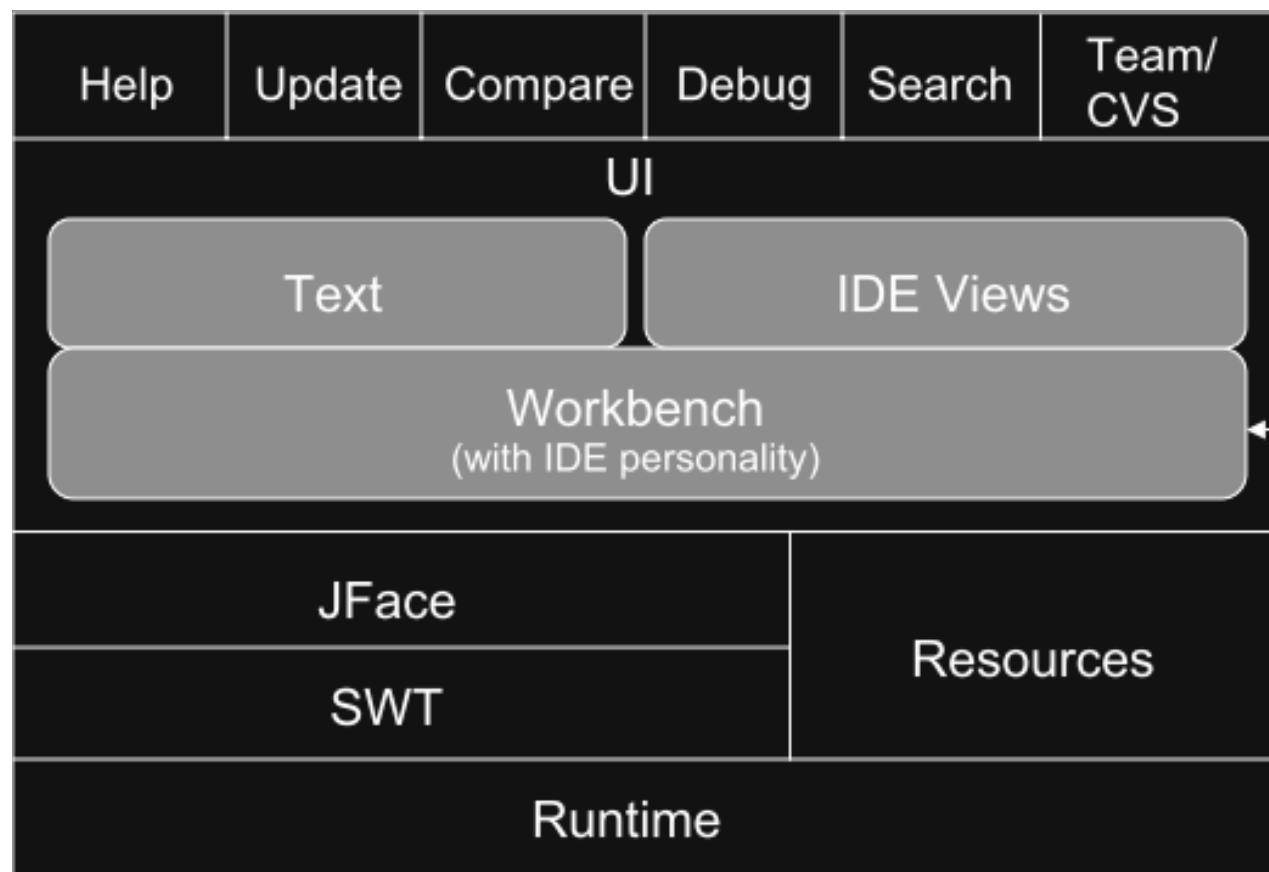 Help
Update
Compare
Debug
Search
Team/
CVS
UI
Text
IDE Views
Workbench
(with IDE personality)
JFace
SWT
Resources
Runtime